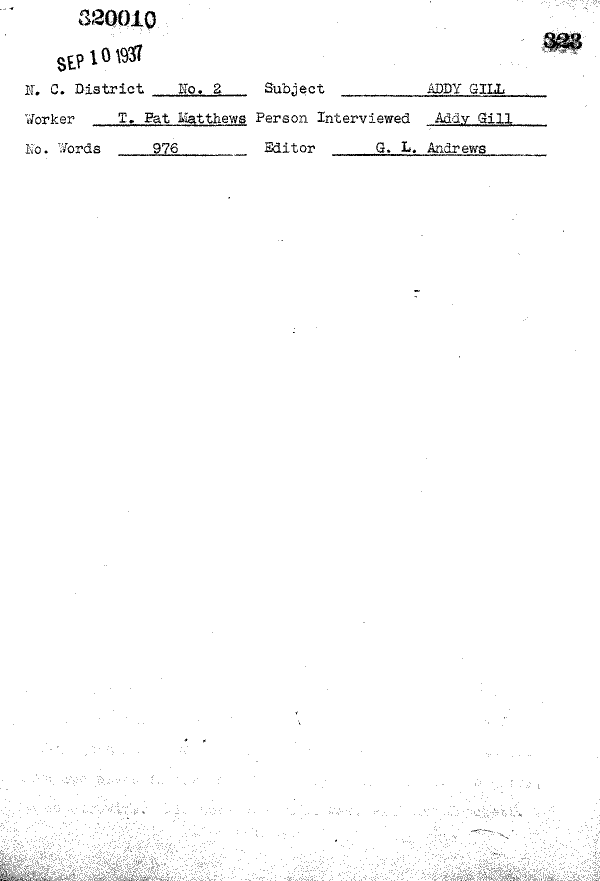 320010
323
SEP 10 1937
N. C. District No. 2 Subject ADDY GILL
Worker T. Pat Matthews Person Interviewed Addy Gill
No. Words 976 Editor G. L. Andrews